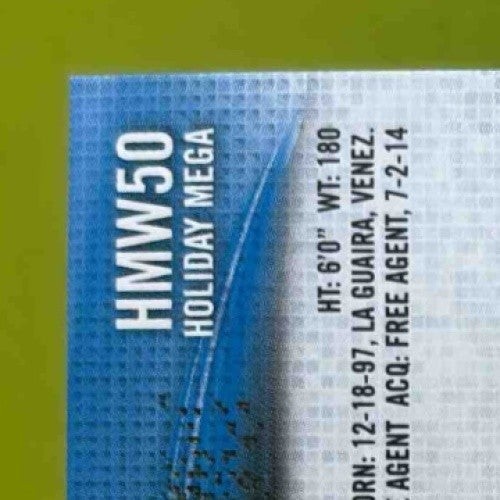 HMW50
HOLIDAY MEGA
HT: 6'0" WT: 180
ORN: 12-18-97, LA GUAIRA, VENEZ.
AGENT ACQ: FREE AGENT, 7-2-14